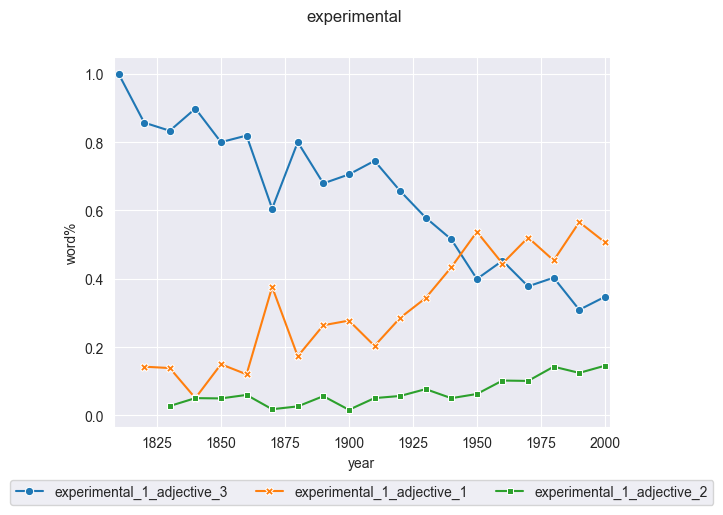 experimental
1.0
0.8
0.6
0.4
0.2
0.0
word%
1825 1850 1875 1900 1925 1950 1975 2000
year
experimental_1_adjective_3 experimental_1_adjective_1 experimental_1_adjective_2